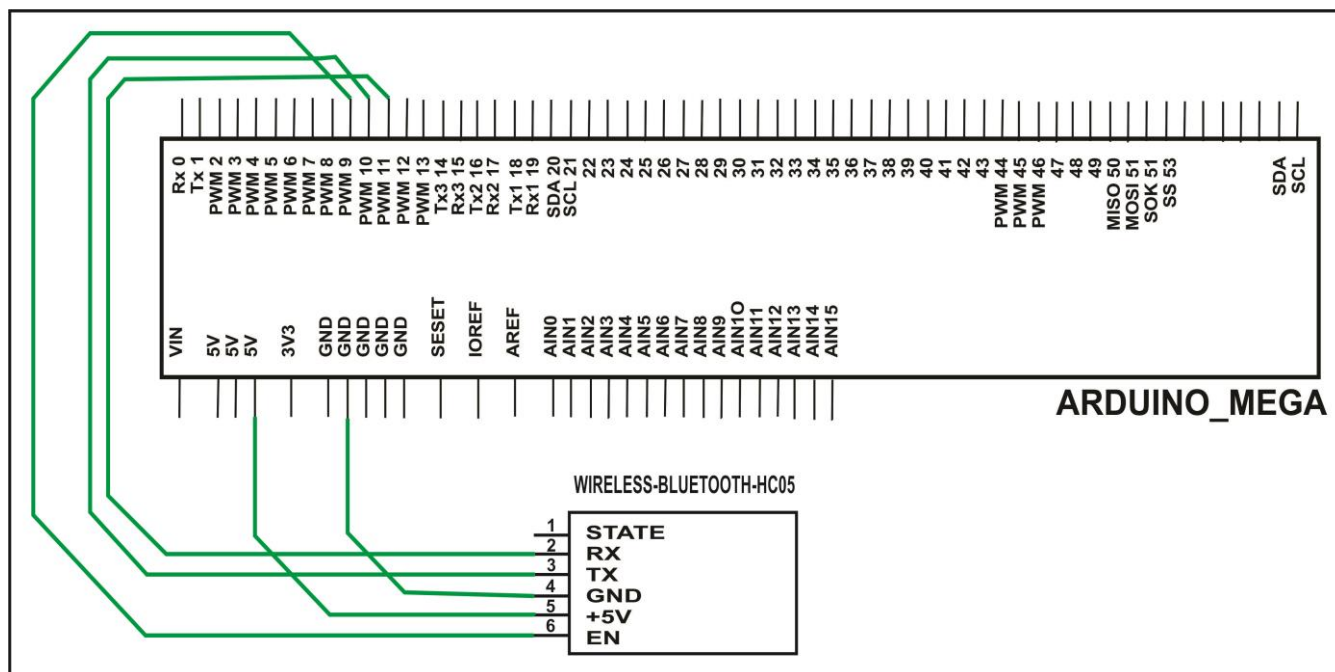 Rx 0
Tx 1
PWM 2
PWM 3
PWM 4
PWM 5
PWM 6
PWM 7
PWM 8
PWM 9
PWM 10
PWM 11
PWM 12
PWM 13
Tx3 14
Rx3 15
Tx2 16
Rx2 17
Tx1 18
Rx1 19
SDA 20
SCL 21
22
23
24
25
26
27
28
29
30
31
32
33
34
35
36
37
38
39
40
41
42
43
PWM 44
PWM 45
PWM 46
47
48
49
MISO 50
MOSI 51
SOK 51
SS 53
SDA
SCL
VIN
5V
5V
5V
3V3
GND
GND
GND
GND
GND
SESET
IOREF
AREF
AIN0
AIN1
AIN2
AIN3
AIN4
AIN5
AIN6
AIN7
AIN8
AIN9
AIN1O
AIN11
AIN12
AIN13
AIN14
AIN15
ARDUINO_MEGA
WIRELESS-BLUETOOTH-HC05
1 STATE
2 RX
3 TX
4 GND
5 +5V
6 EN